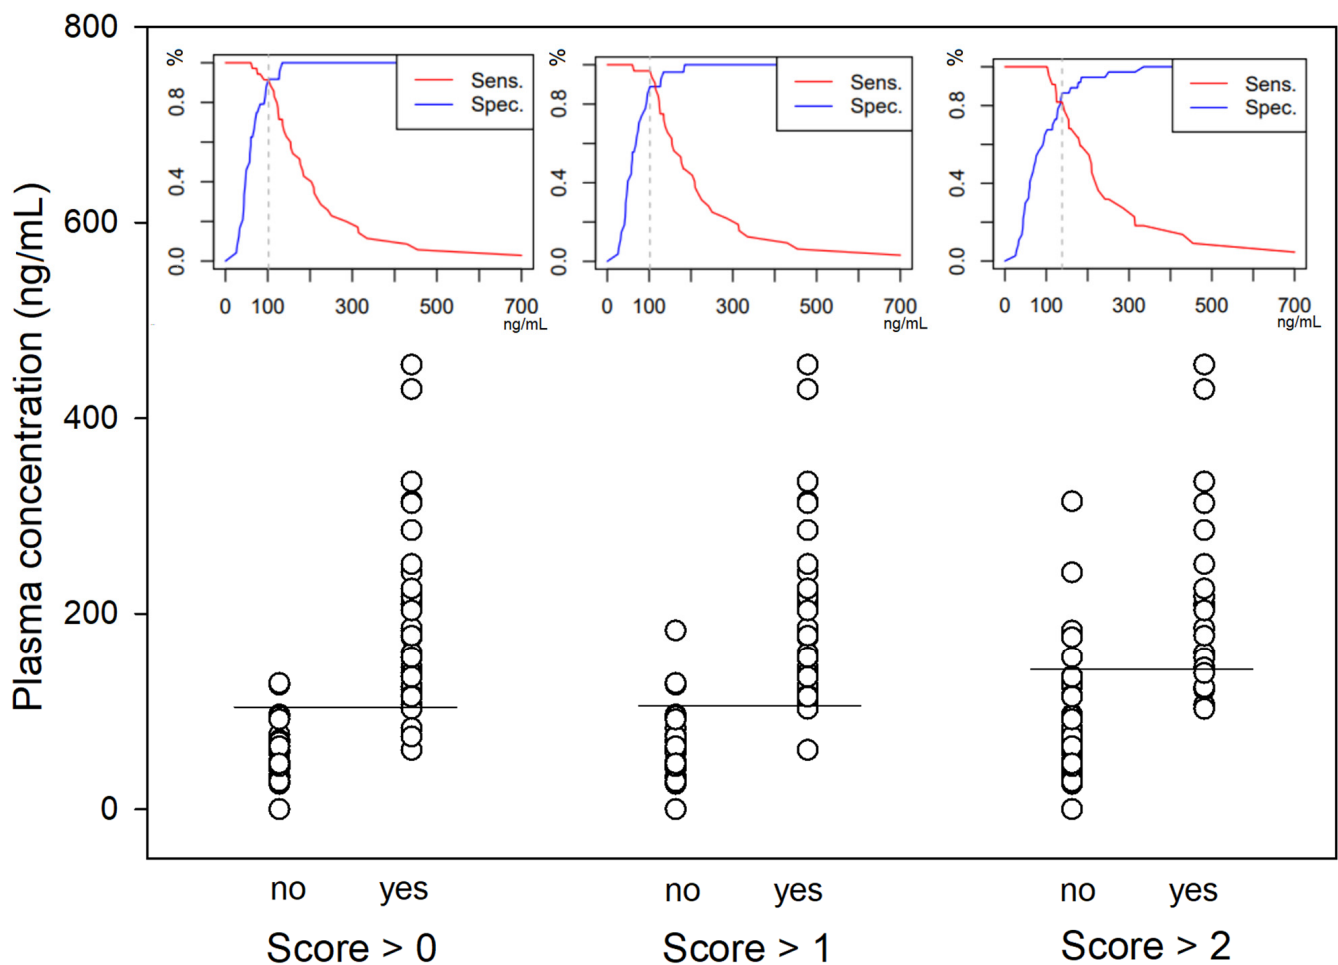 800
600
400
200
0
Plasma concentration (ng/mL)
%
0.8
0.4
0.0
Sens.
Spec.
0 100 300 500 700
ng/mL
%
0.8
0.4
0.0
Sens.
Spec.
0 100 300 500 700
ng/mL
%
0.8
0.4
0.0
Sens.
Spec.
0 100 300 500 700
ng/mL
no yes no yes no yes
Score > 0 Score > 1 Score > 2